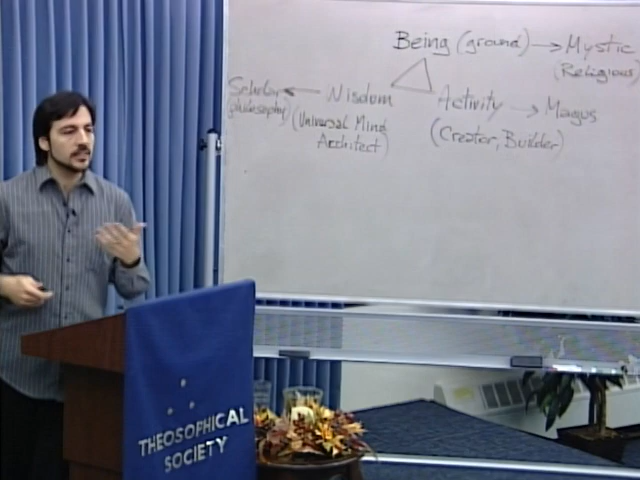 Being (ground) → Mystic
(Religious)
Scholar ← Wisdom
philosophy)
(Universal Mind
Architect)
Activity → Magus
(Creator, Builder)
THEOSOPHICAL
SOCIETY